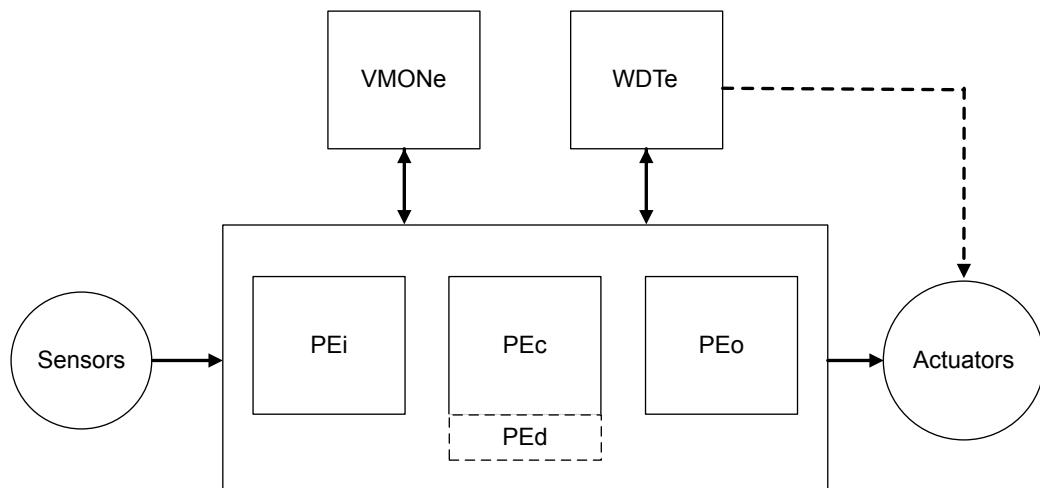 VMONe
WDTe
Sensors
PEi
PEc
PEo
Actuators
PEd